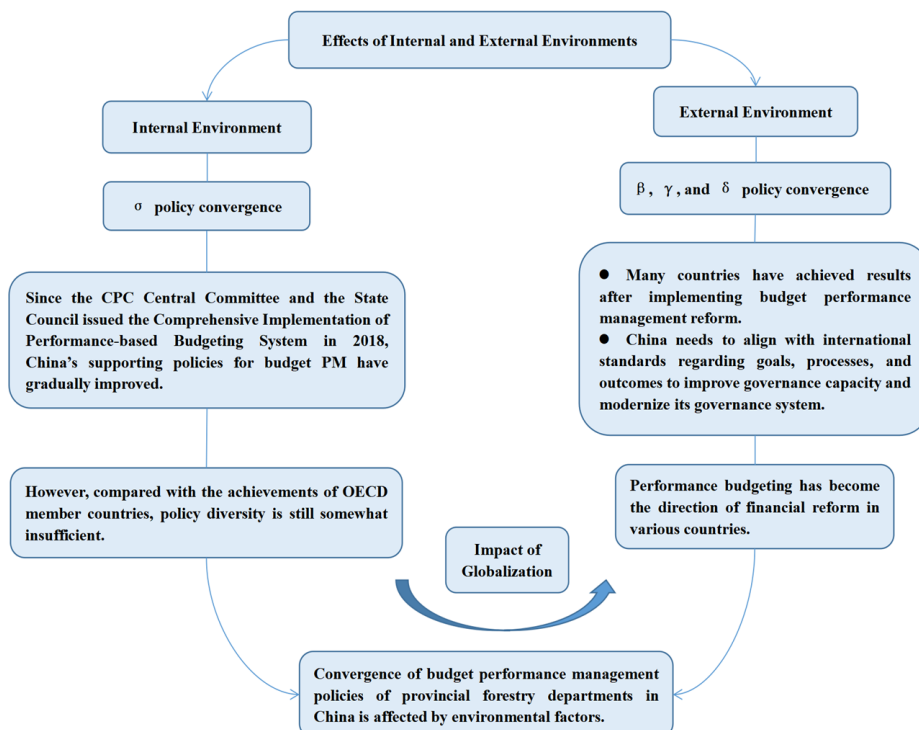 Effects of Internal and External Environments
Internal Environment
External Environment
σ policy convergence
β, γ, and δ policy convergence
Since the CPC Central Committee and the State
Council issued the Comprehensive Implementation of
Performance-based Budgeting System in 2018,
China's supporting policies for budget PM have
gradually improved.
● Many countries have achieved results
after implementing budget performance
management reform.
● China needs to align with international
standards regarding goals, processes, and
outcomes to improve governance capacity and
modernize its governance system.
However, compared with the achievements of OECD
member countries, policy diversity is still somewhat
insufficient.
Performance budgeting has become
the direction of financial reform in
various countries.
Impact of
Globalization
Convergence of budget performance management
policies of provincial forestry departments in
China is affected by environmental factors.